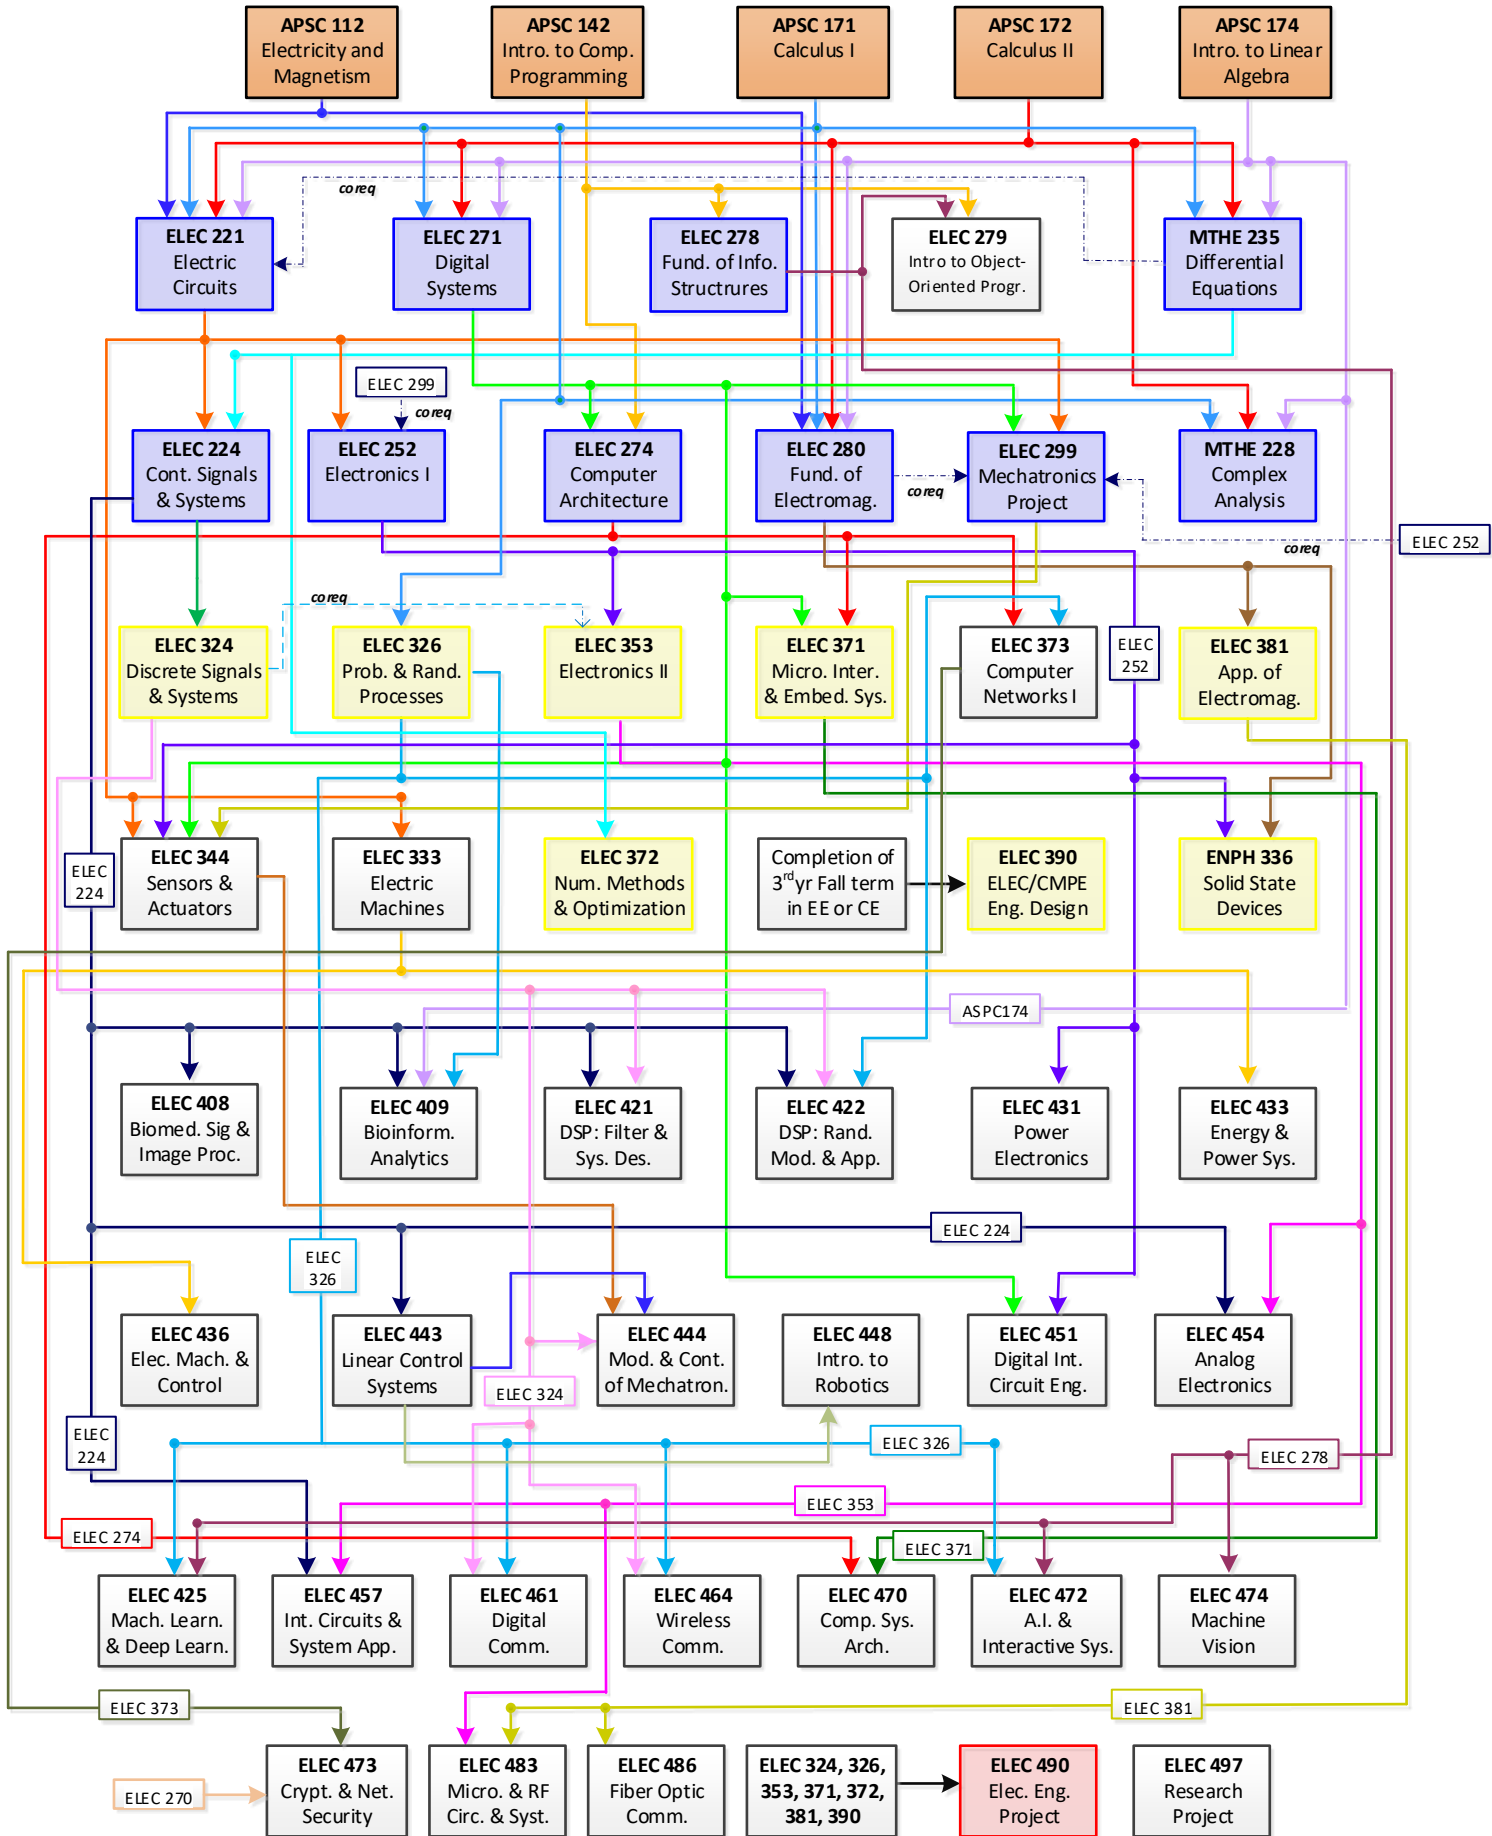 APSC 112
Electricity and
Magnetism
APSC 142
Intro. to Comp.
Programming
APSC 171
Calculus I
APSC 172
Calculus II
APSC 174
Intro. to Linear
Algebra
coreq
ELEC 221
Electric
Circuits
ELEC 271
Digital
Systems
ELEC 278
Fund. of Info.
Structrures
ELEC 279
Intro to Object-
Oriented Progr.
MTHE 235
Differential
Equations
ELEC 299
coreq
ELEC 224
Cont. Signals
& Systems
ELEC 252
Electronics I
ELEC 274
Computer
Architecture
ELEC 280
Fund. of
Electromag.
coreq
ELEC 299
Mechatronics
Project
MTHE 228
Complex
Analysis
coreq
ELEC 252
coreq
ELEC 324
Discrete Signals
& Systems
ELEC 326
Prob. & Rand.
Processes
ELEC 353
Electronics II
ELEC 371
Micro. Inter.
& Embed. Sys.
ELEC 373
Computer
Networks I
ELEC
252
ELEC 381
App. of
Electromag.
ELEC
224
ELEC 344
Sensors &
Actuators
ELEC 333
Electric
Machines
ELEC 372
Num. Methods
& Optimization
Completion of
3rd yr Fall term
in EE or CE
ELEC 390
ELEC/CMPE
Eng. Design
ENPH 336
Solid State
Devices
ASPC174
ELEC 408
Biomed. Sig &
Image Proc.
ELEC 409
Bioinform.
Analytics
ELEC 421
DSP: Filter &
Sys. Des.
ELEC 422
DSP: Rand.
Mod. & App.
ELEC 431
Power
Electronics
ELEC 433
Energy &
Power Sys.
ELEC 224
ELEC
326
ELEC 436
Elec. Mach. &
Control
ELEC 443
Linear Control
Systems
ELEC 324
ELEC 444
Mod. & Cont.
of Mechatron.
ELEC 448
Intro. to
Robotics
ELEC 451
Digital Int.
Circuit Eng.
ELEC 454
Analog
Electronics
ELEC
224
ELEC 326
ELEC 278
ELEC 353
ELEC 274
ELEC 371
ELEC 425
Mach. Learn.
& Deep Learn.
ELEC 457
Int. Circuits &
System App.
ELEC 461
Digital
Comm.
ELEC 464
Wireless
Comm.
ELEC 470
Comp. Sys.
Arch.
ELEC 472
A.I. &
Interactive Sys.
ELEC 474
Machine
Vision
ELEC 373
ELEC 381
ELEC 270
ELEC 473
Crypt. & Net.
Security
ELEC 483
Micro. & RF
Circ. & Syst.
ELEC 486
Fiber Optic
Comm.
ELEC 324, 326,
353, 371, 372,
381, 390
ELEC 490
Elec. Eng.
Project
ELEC 497
Research
Project